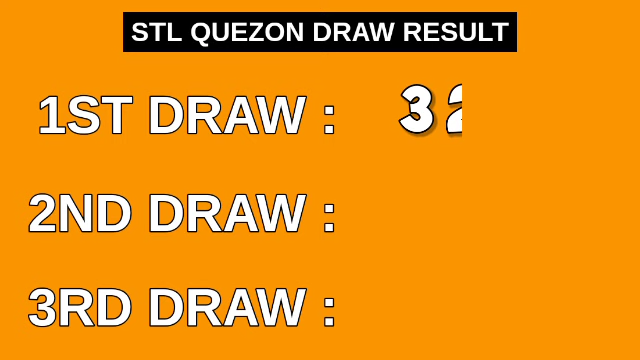 STL QUEZON DRAW RESULT
1ST DRAW : 3
2ND DRAW :
3RD DRAW :